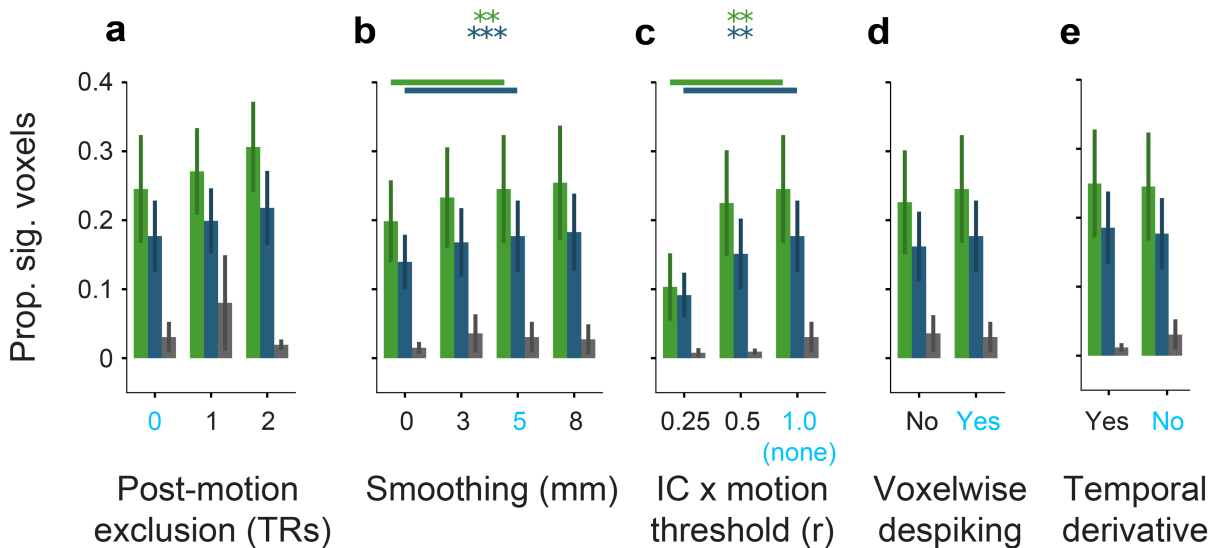 a
b
c
d
e
**
***
**
**
Prop. sig. voxels
0.4
0.3
0.2
0.1
0
0 1 2
0 3 5 8
0.25 0.5 1.0
(none)
No Yes
Yes No
Post-motion
exclusion (TRs)
Smoothing (mm)
IC x motion
threshold (r)
Voxelwise
despiking
Temporal
derivative